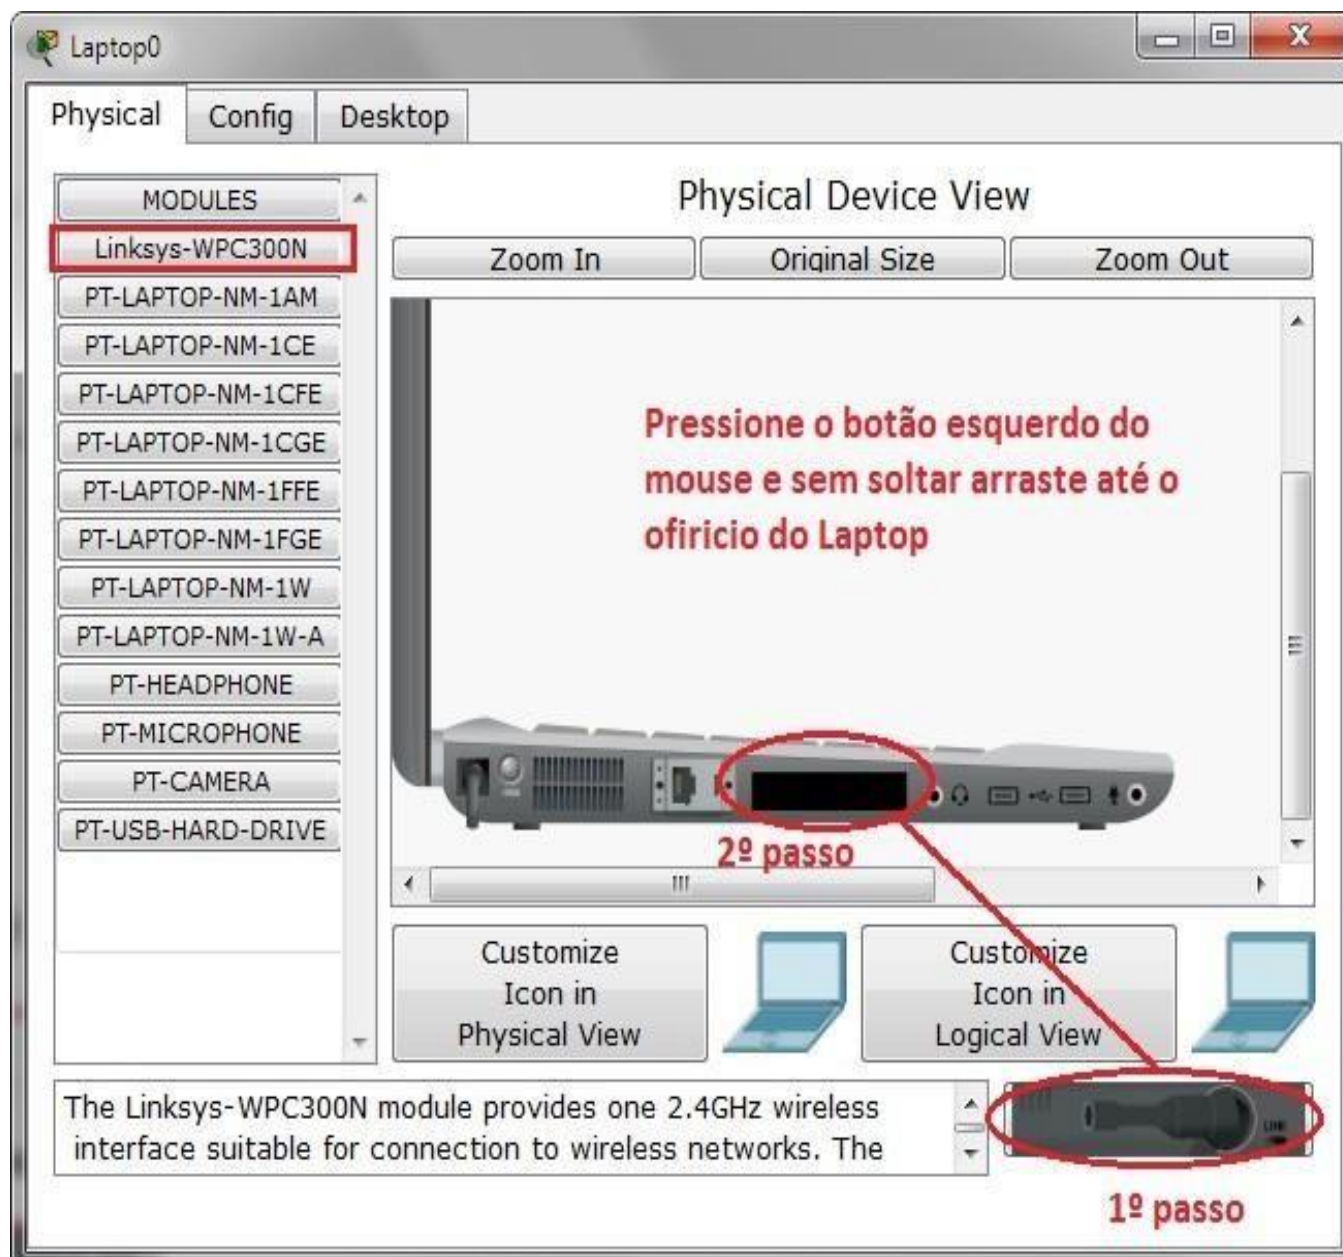 Laptop0
Physical
Config
Desktop
MODULES
Linksys-WPC300N
PT-LAPTOP-NM-1AM
PT-LAPTOP-NM-1CE
PT-LAPTOP-NM-1CFE
PT-LAPTOP-NM-1CGE
PT-LAPTOP-NM-1FFE
PT-LAPTOP-NM-1FGE
PT-LAPTOP-NM-1W
PT-LAPTOP-NM-1W-A
PT-HEADPHONE
PT-MICROPHONE
PT-CAMERA
PT-USB-HARD-DRIVE
Physical Device View
Zoom In
Original Size
Zoom Out
Pressione o botão esquerdo do
mouse e sem soltar arraste até o
ofiricio do Laptop
2º passo
Customize
Icon in
Physical View
Customize
Icon in
Logical View
The Linksys-WPC300N module provides one 2.4GHz wireless
interface suitable for connection to wireless networks. The
LINK
1º passo